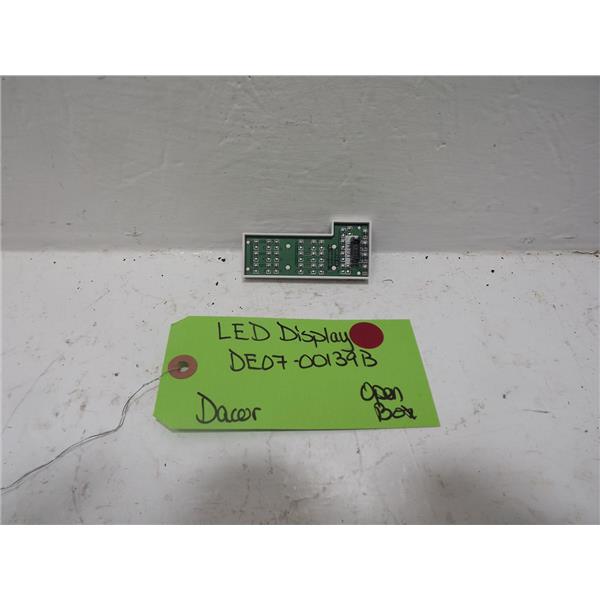 LED Display
DE07-00139B
Dacor
Open
Box